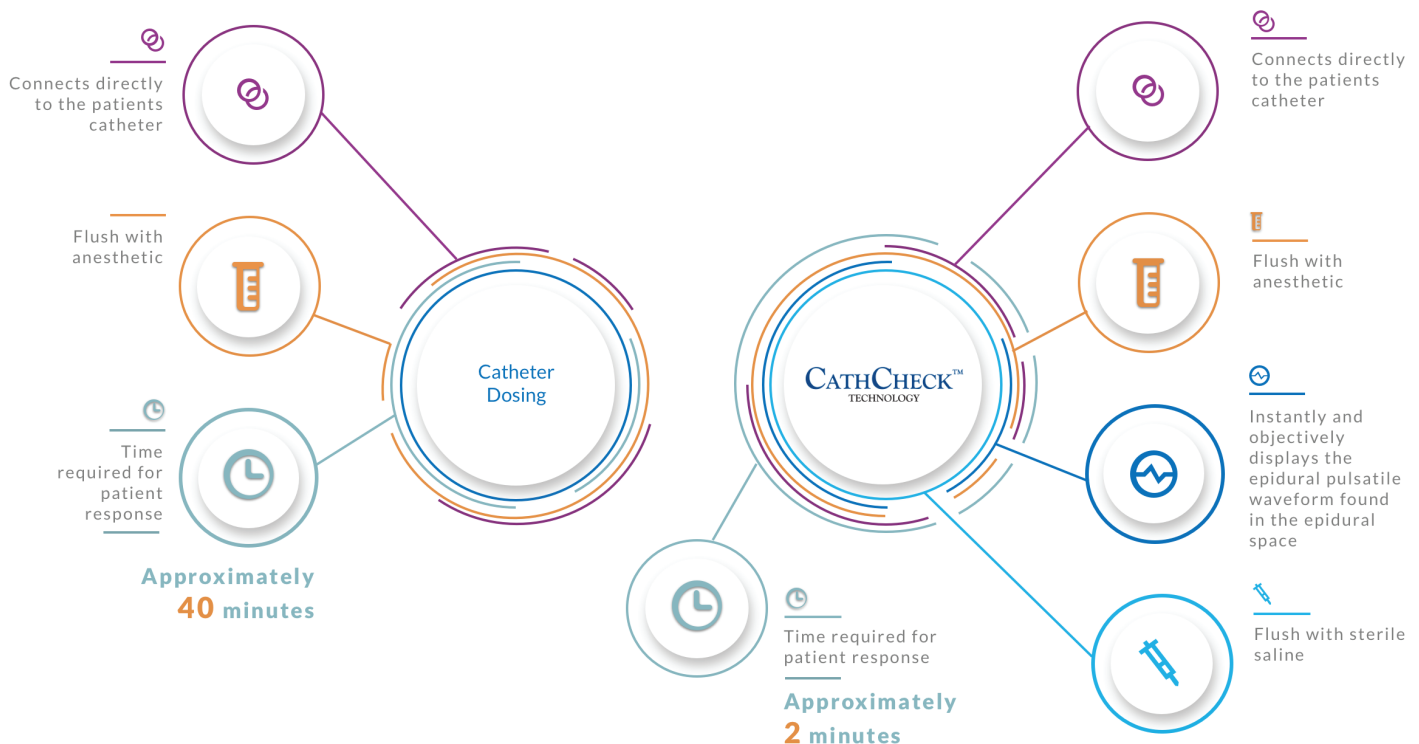 Connects directly
to the patients
catheter
Flush with
anesthetic
Time
required for
patient
response
Approximately
40 minutes
Catheter
Dosing
CATHCHECK™
TECHNOLOGY
Time required for
patient response
Approximately
2 minutes
Connects directly
to the patients
catheter
Flush with
anesthetic
Instantly and
objectively
displays the
epidural pulsatile
waveform found
in the epidural
space
Flush with sterile
saline